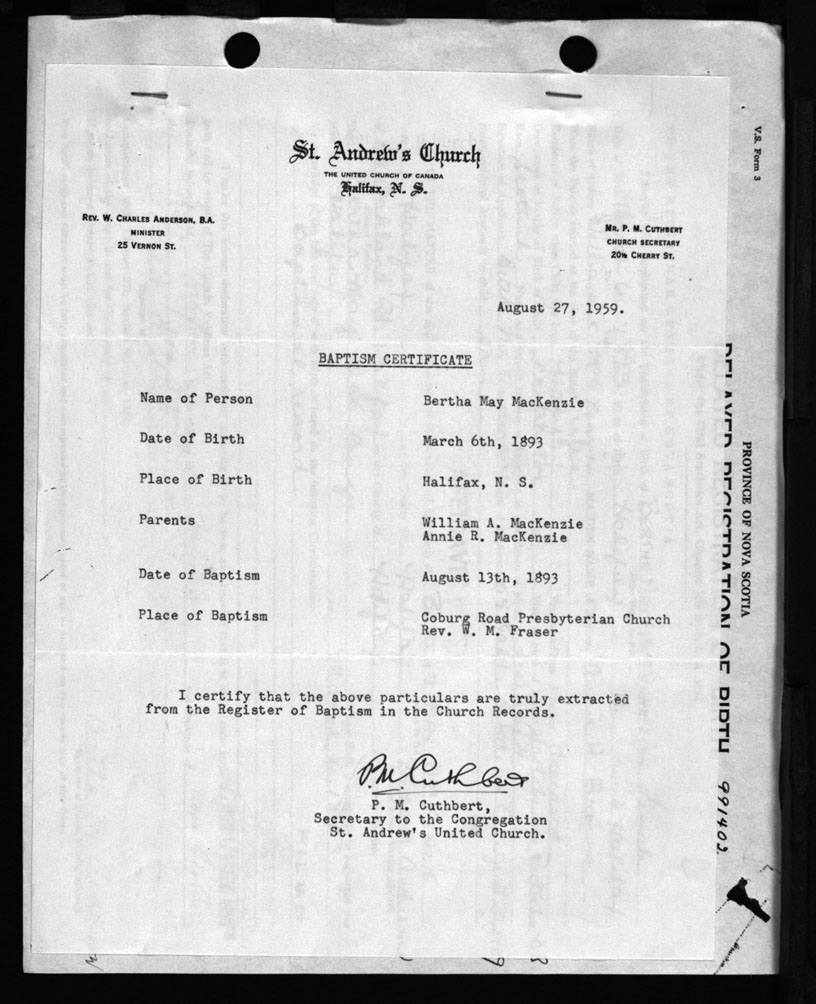 St. Andrew's Church
THE UNITED CHURCH OF CANADA
Halifax, N. S.
REV. W. CHARLES ANDERSON, B.A.
MINISTER
25 VERNON ST.
MR. P. M. CUTHBERT
CHURCH SECRETARY
20½ CHERRY ST.
August 27, 1959.
BAPTISM CERTIFICATE
Name of Person Bertha May MacKenzie
Date of Birth March 6th, 1893
Place of Birth Halifax, N. S.
Parents William A. MacKenzie
Annie R. MacKenzie
Date of Baptism August 13th, 1893
Place of Baptism Coburg Road Presbyterian Church
Rev. W. M. Fraser
I certify that the above particulars are truly extracted
from the Register of Baptism in the Church Records.
P.M. Cuthbert
P. M. Cuthbert,
Secretary to the Congregation
St. Andrew's United Church.
V.S. Form 3
PROVINCE OF NOVA SCOTIA
DELAYED REGISTRATION OF BIRTH 991402